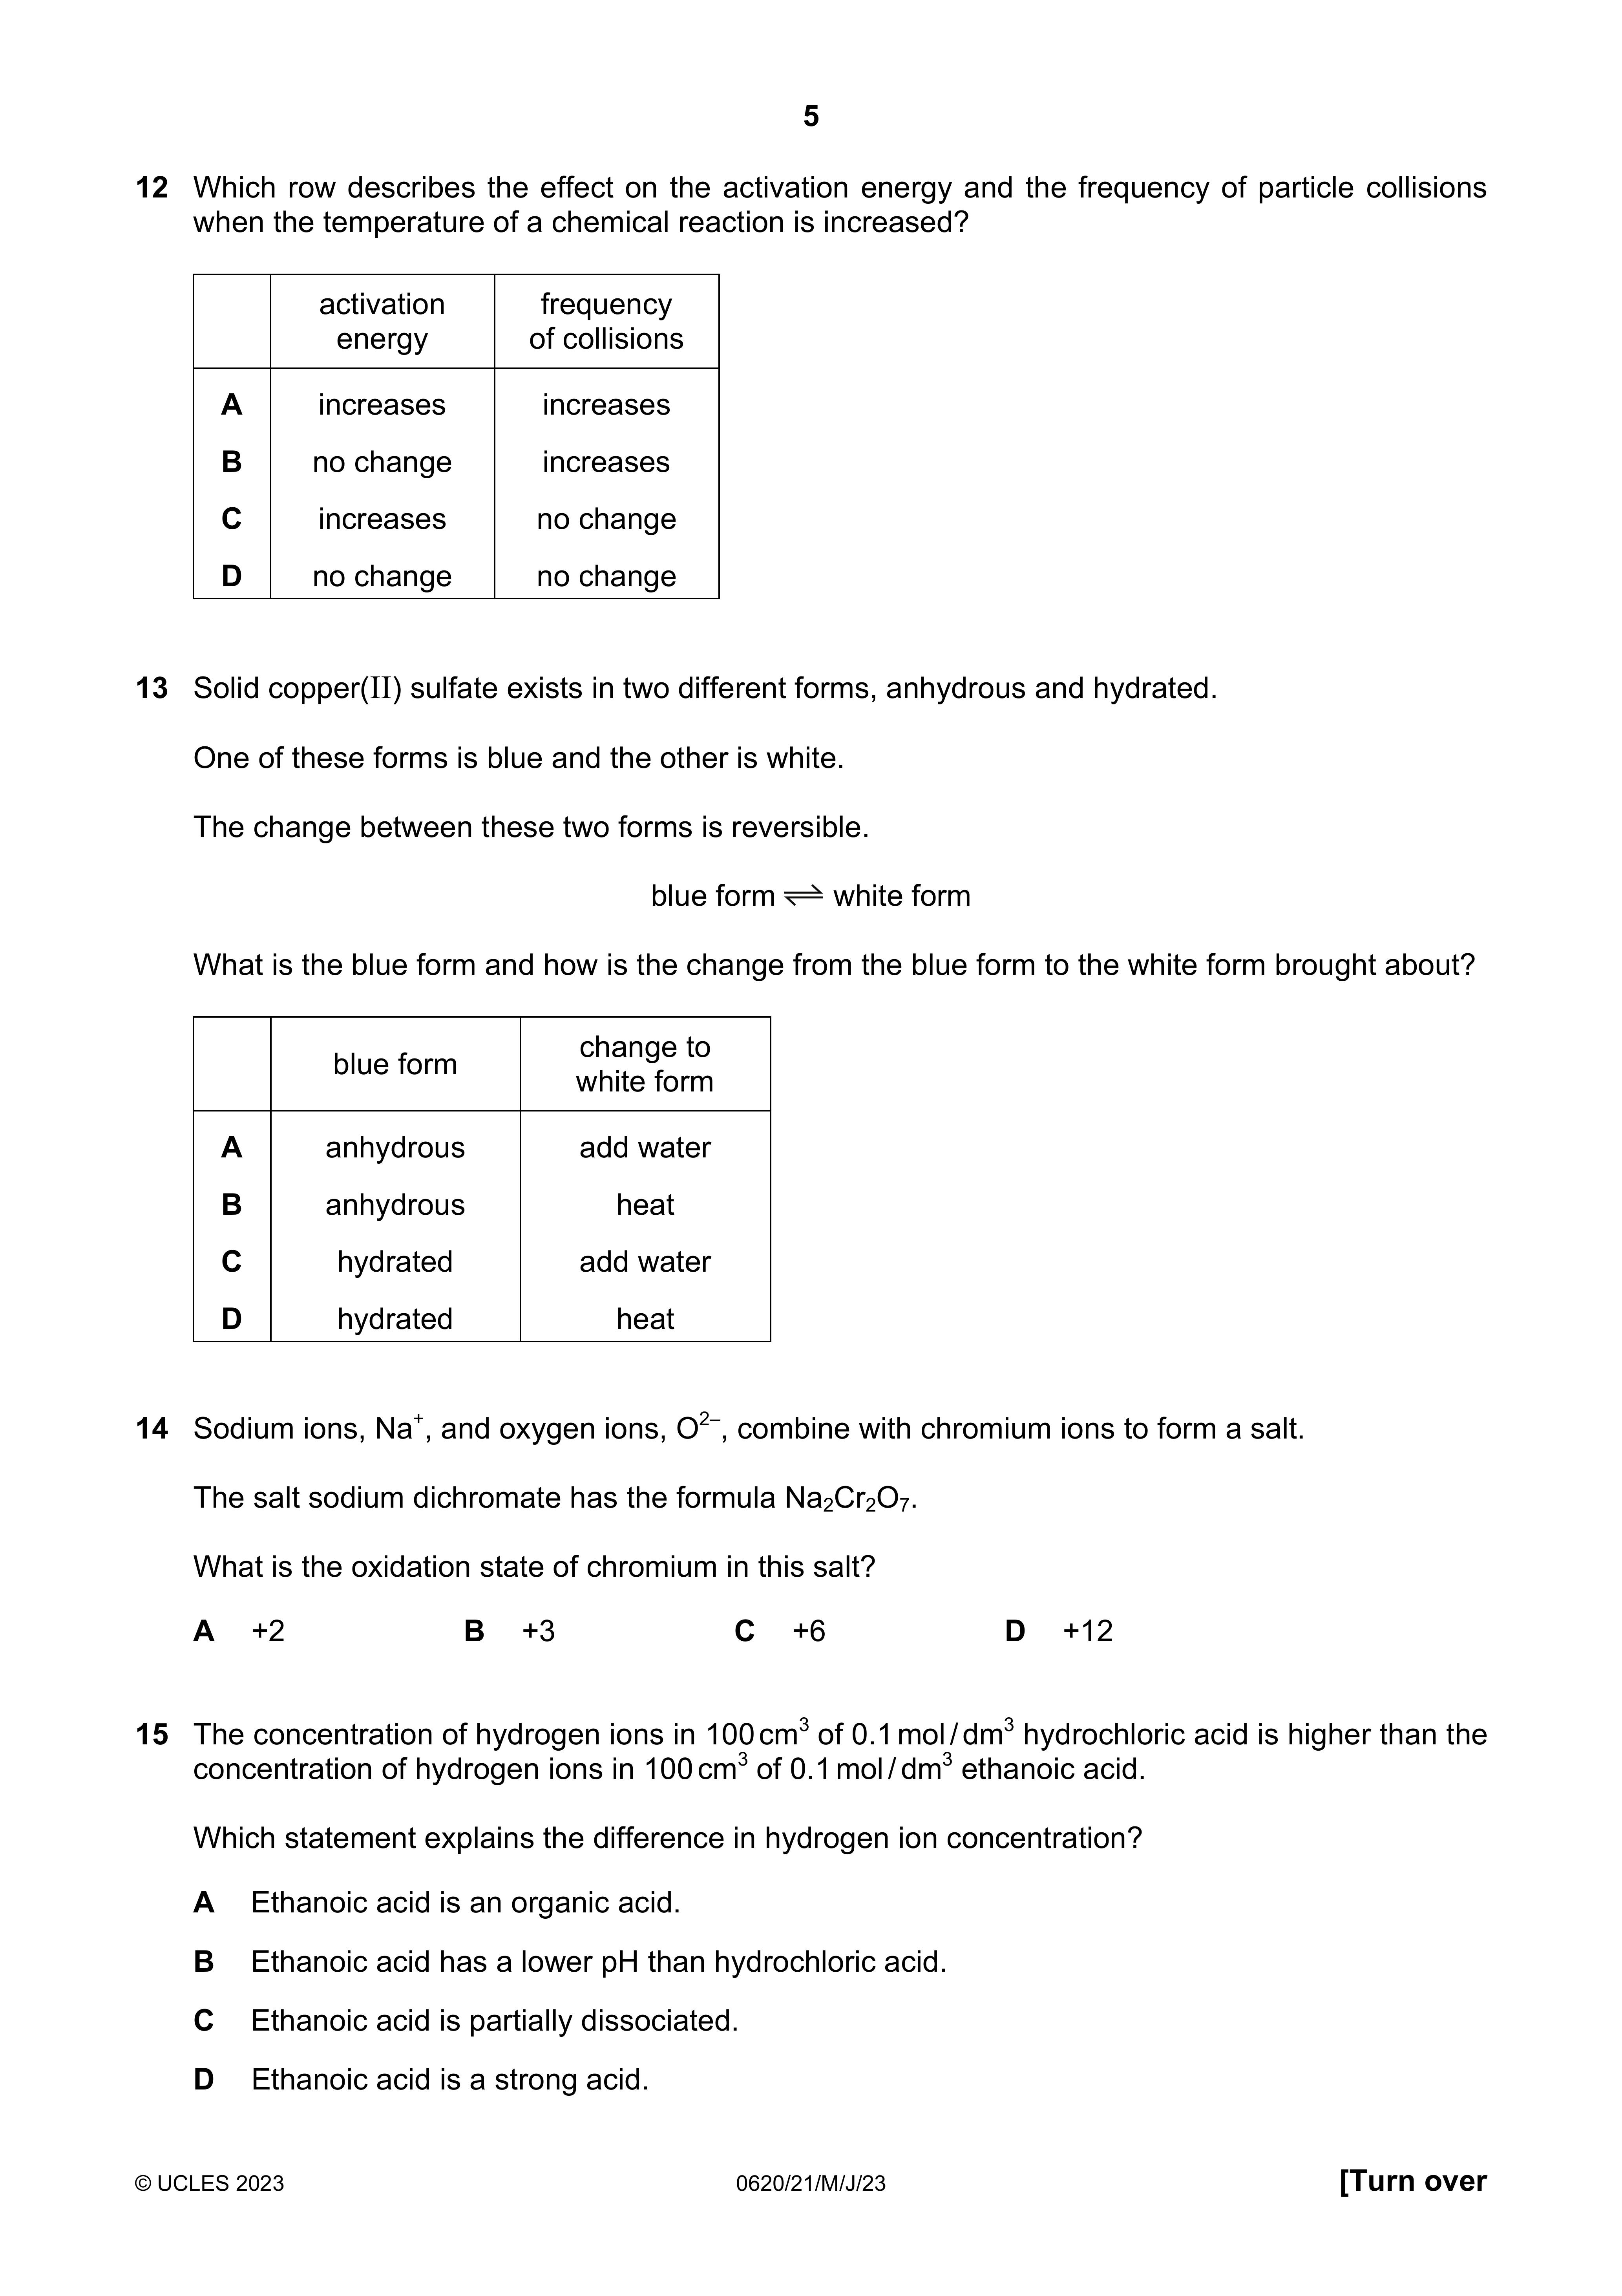 5
12 Which row describes the effect on the activation energy and the frequency of particle collisions
when the temperature of a chemical reaction is increased?
activation energy frequency of collisions
A increases increases
B no change increases
C increases no change
D no change no change
13 Solid copper(II) sulfate exists in two different forms, anhydrous and hydrated.
One of these forms is blue and the other is white.
The change between these two forms is reversible.
blue form ⇌ white form
What is the blue form and how is the change from the blue form to the white form brought about?
blue form change to white form
A anhydrous add water
B anhydrous heat
C hydrated add water
D hydrated heat
14 Sodium ions, Na⁺, and oxygen ions, O²⁻, combine with chromium ions to form a salt.
The salt sodium dichromate has the formula Na₂Cr₂O₇.
What is the oxidation state of chromium in this salt?
A +2 B +3 C +6 D +12
15 The concentration of hydrogen ions in 100 cm³ of 0.1 mol/dm³ hydrochloric acid is higher than the
concentration of hydrogen ions in 100 cm³ of 0.1 mol/dm³ ethanoic acid.
Which statement explains the difference in hydrogen ion concentration?
A Ethanoic acid is an organic acid.
B Ethanoic acid has a lower pH than hydrochloric acid.
C Ethanoic acid is partially dissociated.
D Ethanoic acid is a strong acid.
© UCLES 2023 0620/21/M/J/23 [Turn over